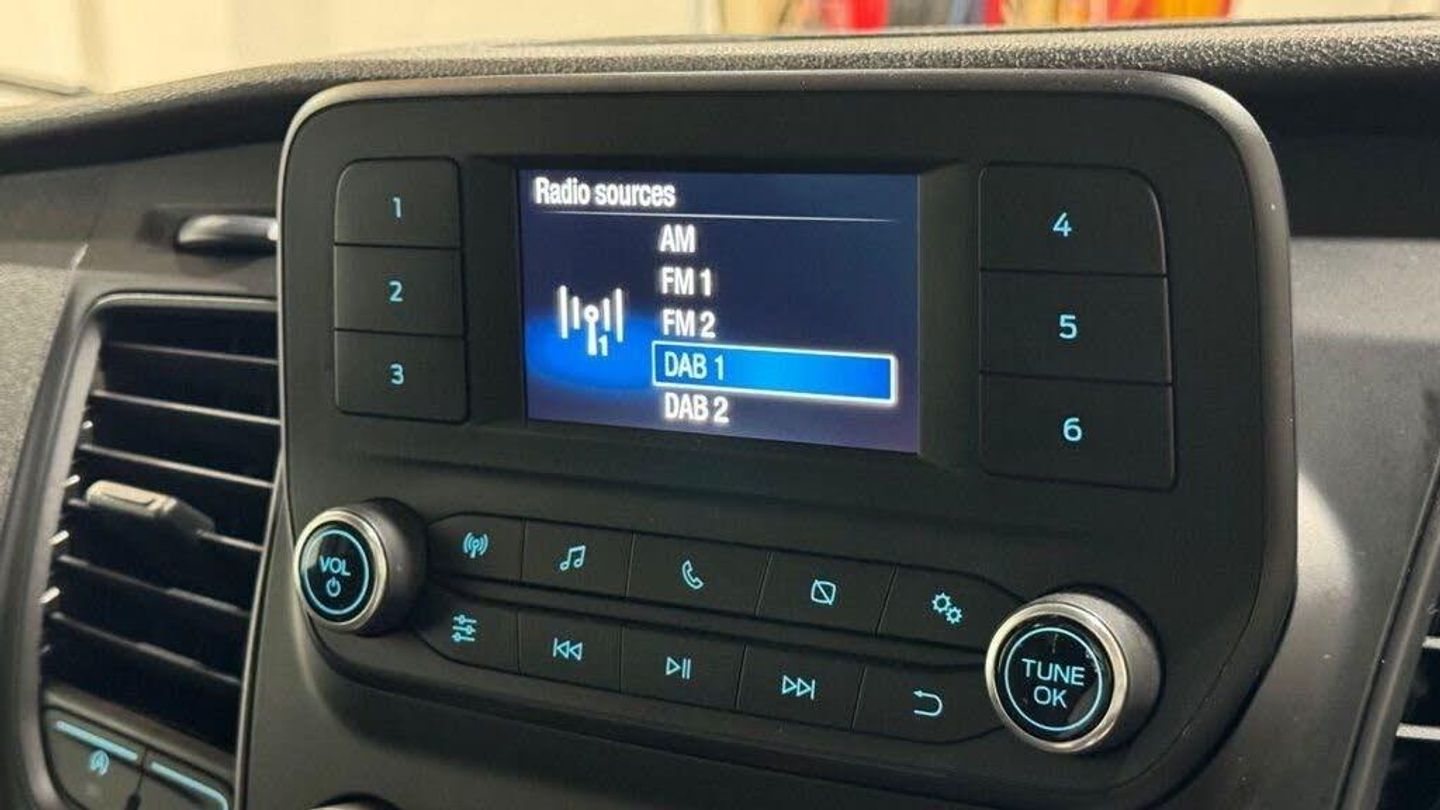 Radio sources
AM
FM 1
FM 2
DAB 1
DAB 2
1
1
2
3
4
5
6
VOL
TUNE
OK